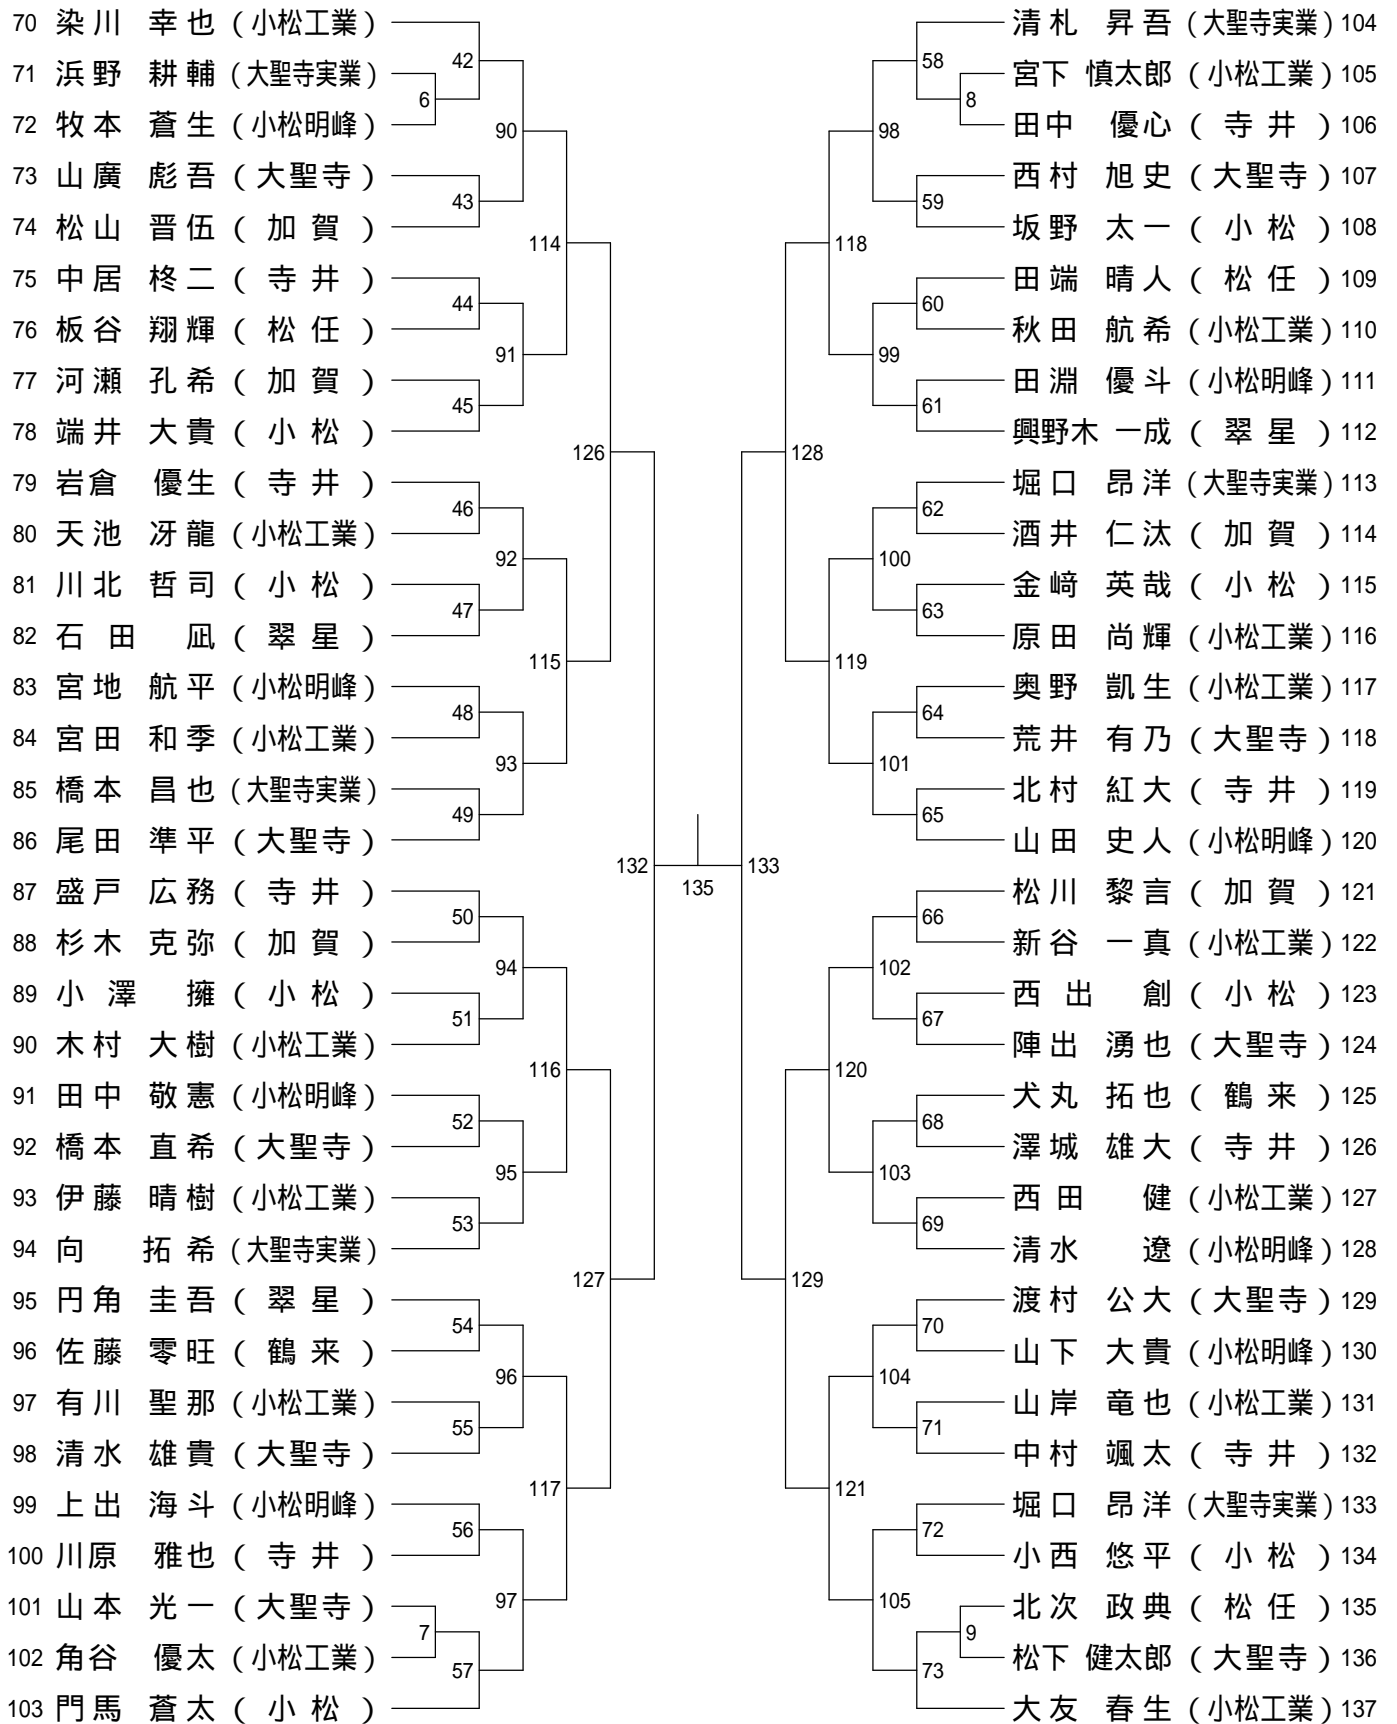 70 染川 幸也 (小松工業)
71 浜野 耕輔 (大聖寺実業)
72 牧本 蒼生 (小松明峰)
73 山廣 彪吾 (大聖寺)
74 松山 晋伍 (加賀)
75 中居 柊二 (寺井)
76 板谷 翔輝 (松任)
77 河瀬 孔希 (加賀)
78 端井 大貴 (小松)
79 岩倉 優生 (寺井)
80 天池 冴龍 (小松工業)
81 川北 哲司 (小松)
82 石田 凪 (翠星)
83 宮地 航平 (小松明峰)
84 宮田 和季 (小松工業)
85 橋本 昌也 (大聖寺実業)
86 尾田 準平 (大聖寺)
87 盛戸 広務 (寺井)
88 杉木 克弥 (加賀)
89 小澤 擁 (小松)
90 木村 大樹 (小松工業)
91 田中 敬憲 (小松明峰)
92 橋本 直希 (大聖寺)
93 伊藤 晴樹 (小松工業)
94 向 拓希 (大聖寺実業)
95 円角 圭吾 (翠星)
96 佐藤 零旺 (鶴来)
97 有川 聖那 (小松工業)
98 清水 雄貴 (大聖寺)
99 上出 海斗 (小松明峰)
100 川原 雅也 (寺井)
101 山本 光一 (大聖寺)
102 角谷 優太 (小松工業)
103 門馬 蒼太 (小松)
6
7
42
43
44
45
46
47
48
49
50
51
52
53
54
55
56
57
90
91
92
93
94
95
96
97
114
115
116
117
126
127
132
135
133
128
129
118
119
120
121
98
99
100
101
102
103
104
105
58
59
60
61
62
63
64
65
66
67
68
69
70
71
72
73
8
9
清札 昇吾 (大聖寺実業) 104
宮下 慎太郎 (小松工業) 105
田中 優心 (寺井) 106
西村 旭史 (大聖寺) 107
坂野 太一 (小松) 108
田端 晴人 (松任) 109
秋田 航希 (小松工業) 110
田淵 優斗 (小松明峰) 111
興野木 一成 (翠星) 112
堀口 昂洋 (大聖寺実業) 113
酒井 仁汰 (加賀) 114
金﨑 英哉 (小松) 115
原田 尚輝 (小松工業) 116
奥野 凱生 (小松工業) 117
荒井 有乃 (大聖寺) 118
北村 紅大 (寺井) 119
山田 史人 (小松明峰) 120
松川 黎言 (加賀) 121
新谷 一真 (小松工業) 122
西出 創 (小松) 123
陣出 湧也 (大聖寺) 124
犬丸 拓也 (鶴来) 125
澤城 雄大 (寺井) 126
西田 健 (小松工業) 127
清水 遼 (小松明峰) 128
渡村 公大 (大聖寺) 129
山下 大貴 (小松明峰) 130
山岸 竜也 (小松工業) 131
中村 颯太 (寺井) 132
堀口 昂洋 (大聖寺実業) 133
小西 悠平 (小松) 134
北次 政典 (松任) 135
松下 健太郎 (大聖寺) 136
大友 春生 (小松工業) 137